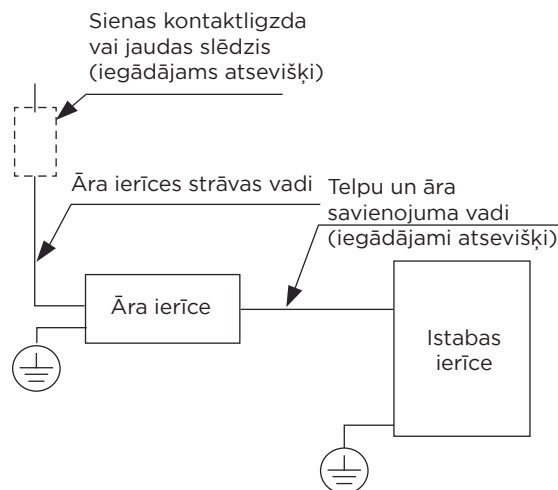 Sienas kontaktligzda
vai jaudas slēdzis
(iegādājams atsevišķi)
Āra ierīces strāvas vadi
Telpu un āra
savienojuma vadi
(iegādājami atsevišķi)
Āra ierīce
Istabas
ierīce